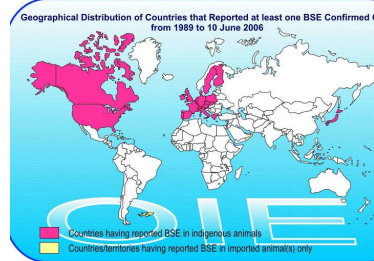 Geographical Distribution of Countries that Reported at least one BSE Confirmed
from 1989 to 10 June 2006
Countries having reported BSE in indigenous animals
Countries/territories having reported BSE in imported animal(s) only
OIE